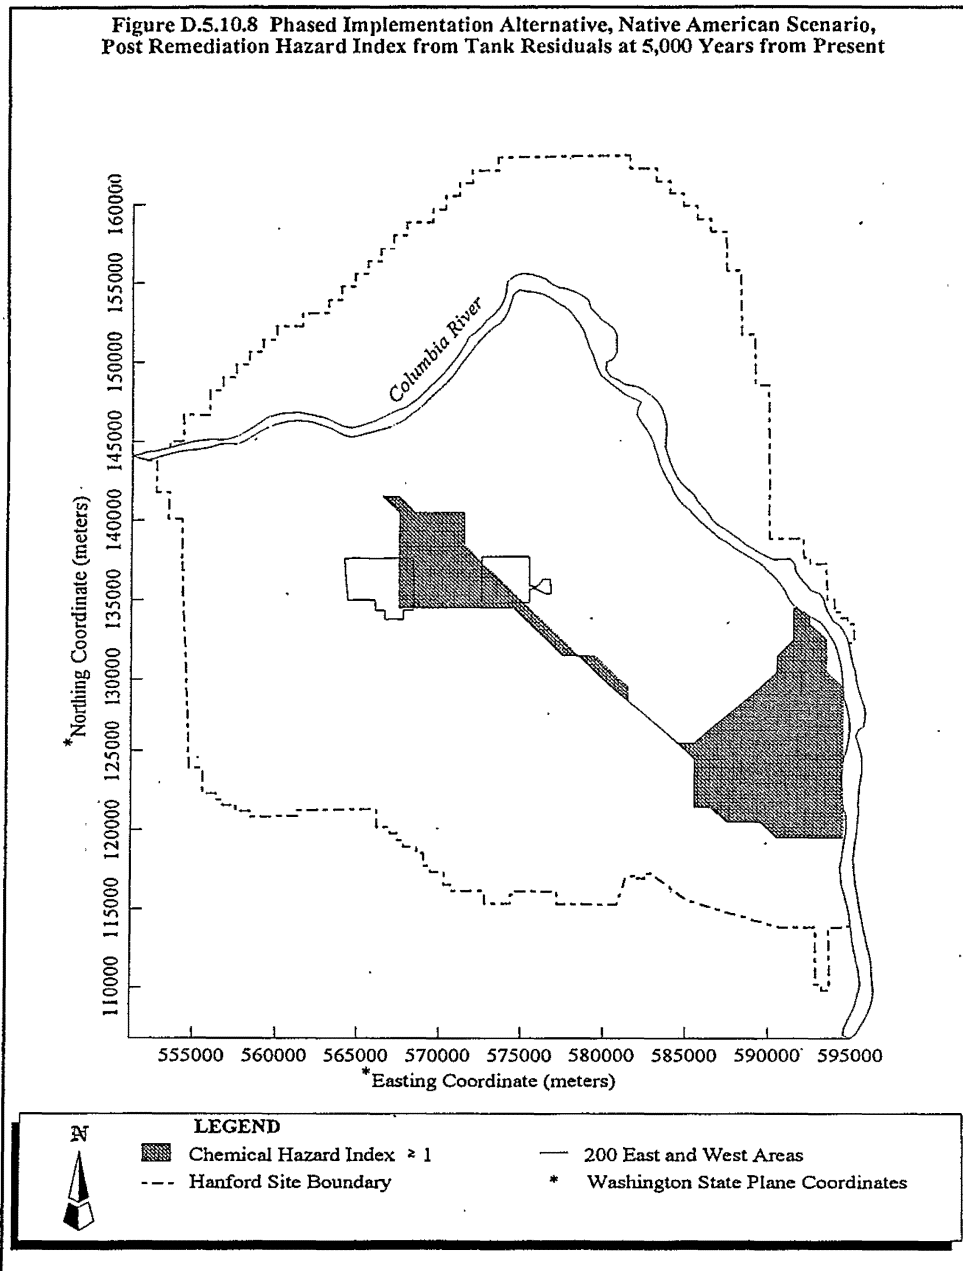 Figure D.5.10.8 Phased Implementation Alternative, Native American Scenario,
Post Remediation Hazard Index from Tank Residuals at 5,000 Years from Present
160000
155000
150000
145000
140000
135000
130000
125000
120000
115000
110000
*Northing Coordinate (meters)
Columbia River
555000 560000 565000 570000 575000 580000 585000 590000 595000
*Easting Coordinate (meters)
N
LEGEND
Chemical Hazard Index ≥ 1
200 East and West Areas
Hanford Site Boundary
* Washington State Plane Coordinates